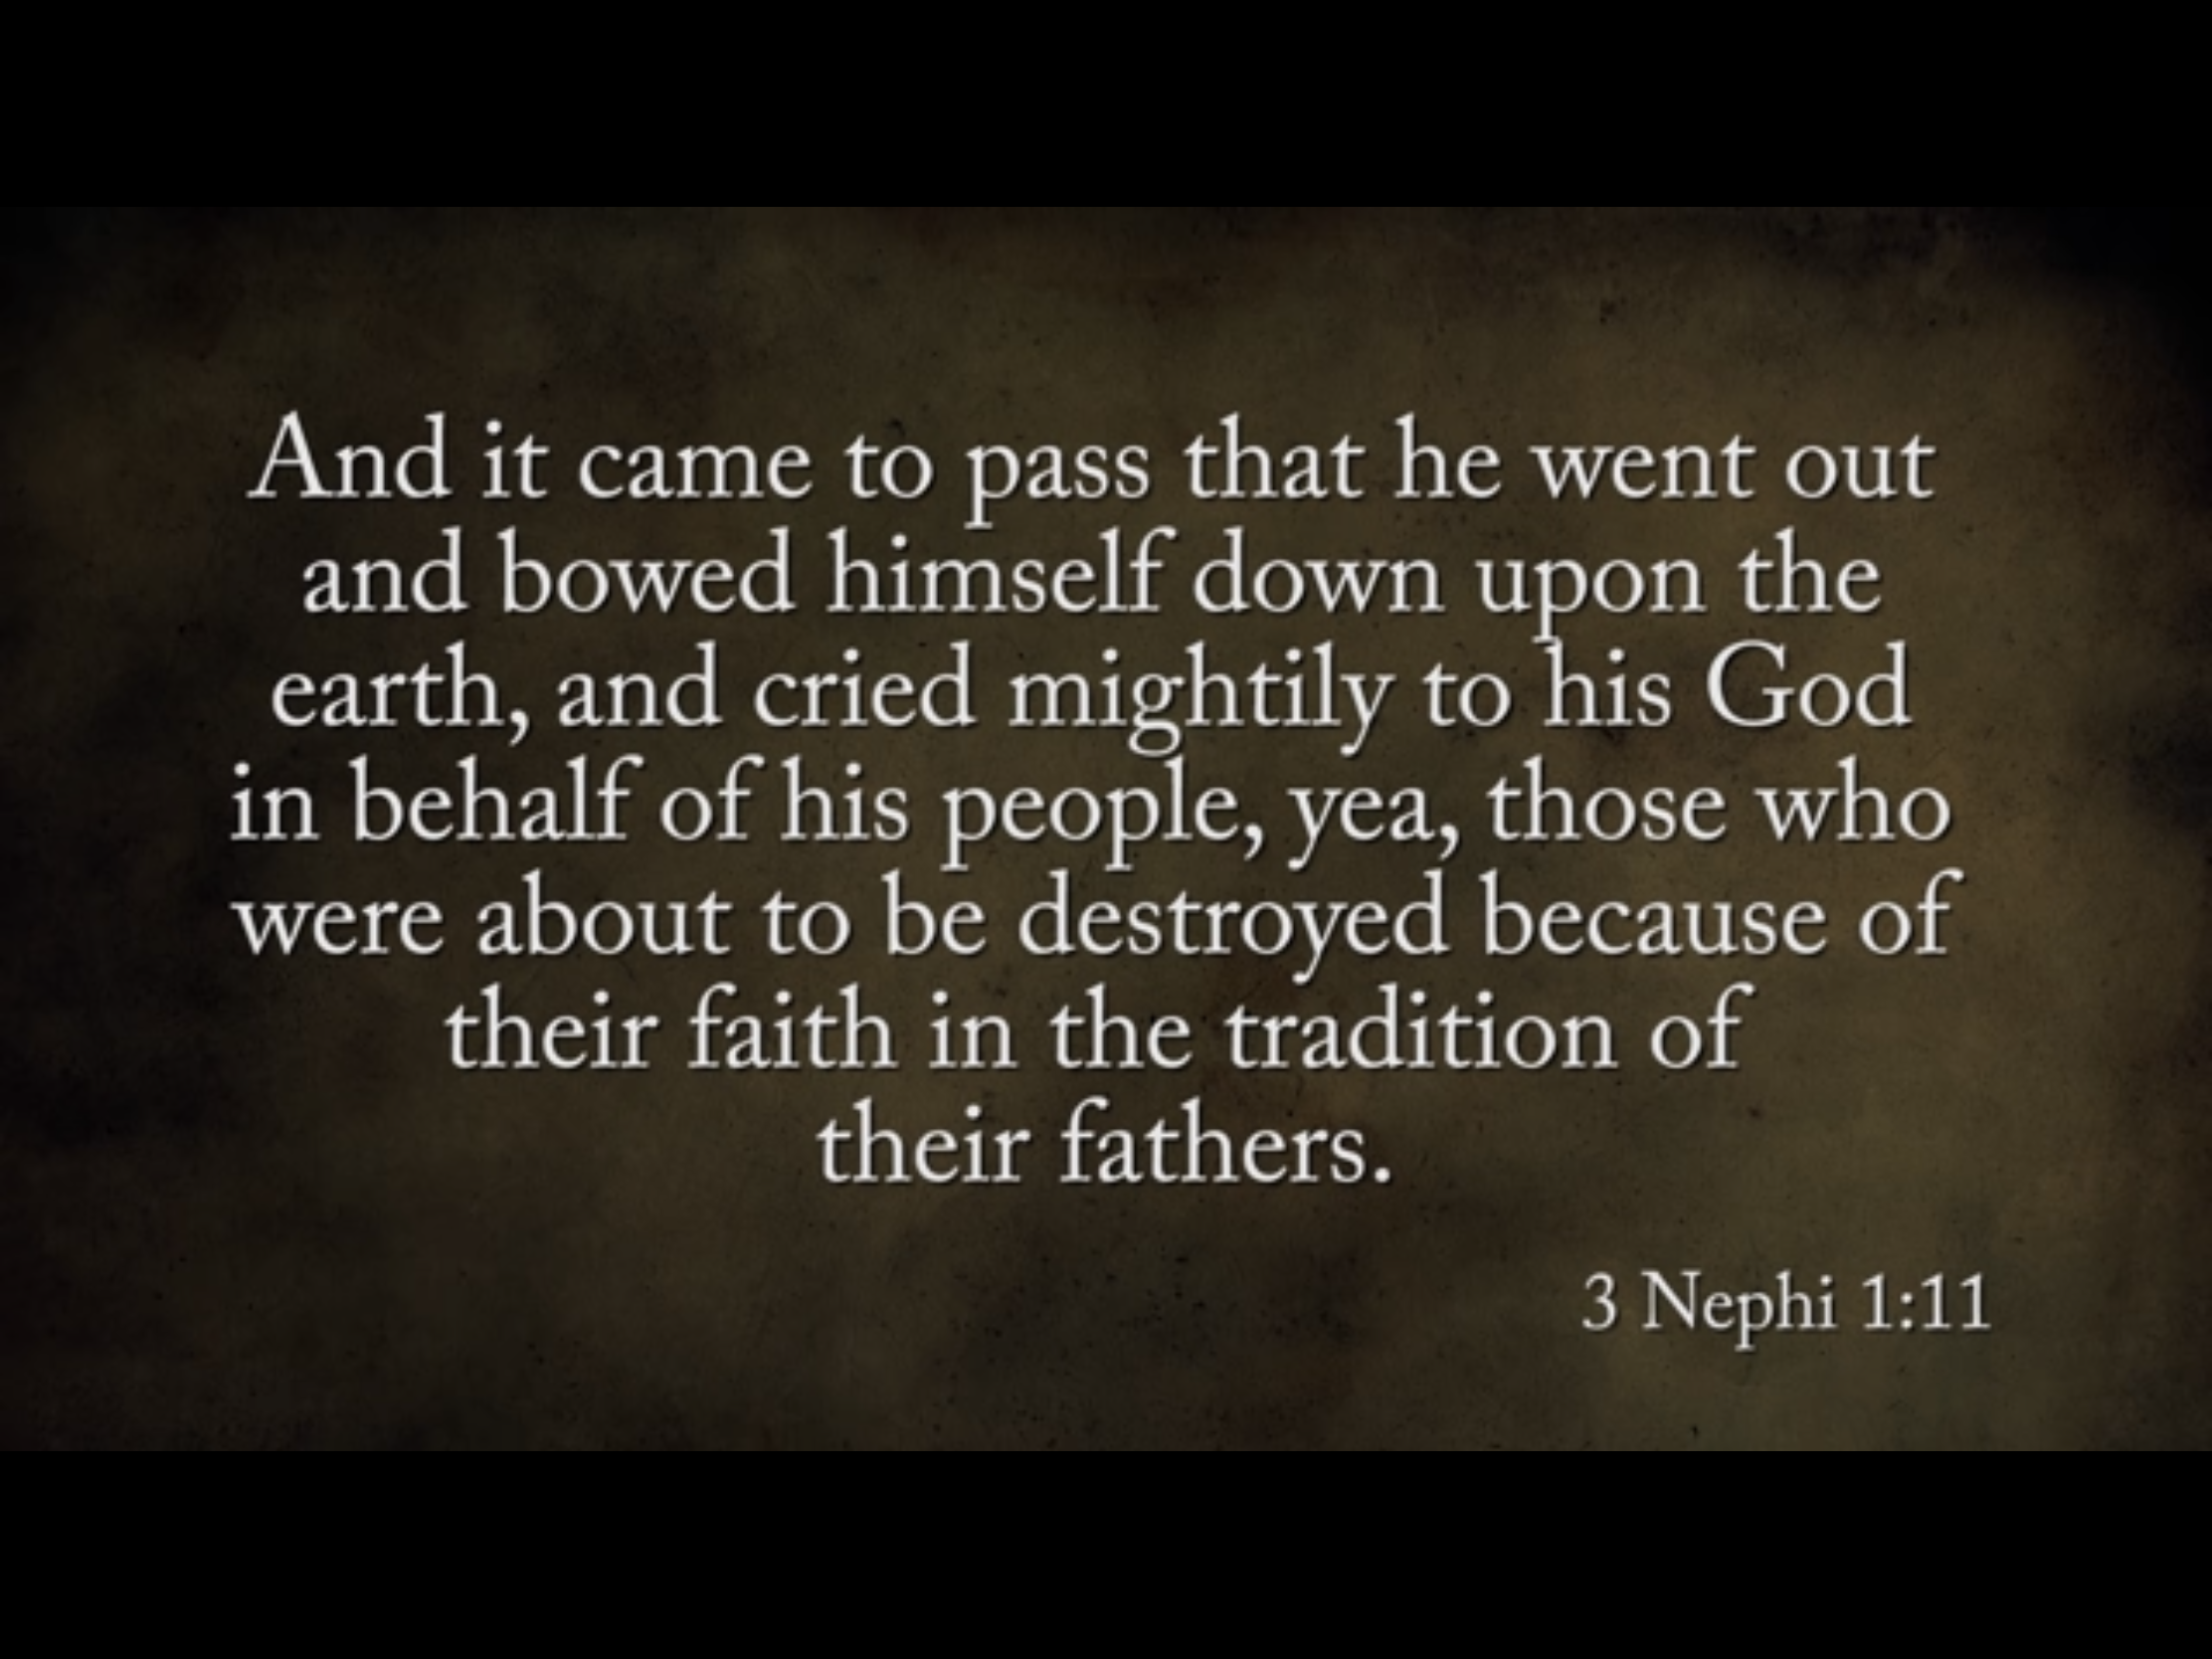 And it came to pass that he went out
and bowed himself down upon the
earth, and cried mightily to his God
in behalf of his people, yea, those who
were about to be destroyed because of
their faith in the tradition of
their fathers.
3 Nephi 1:11